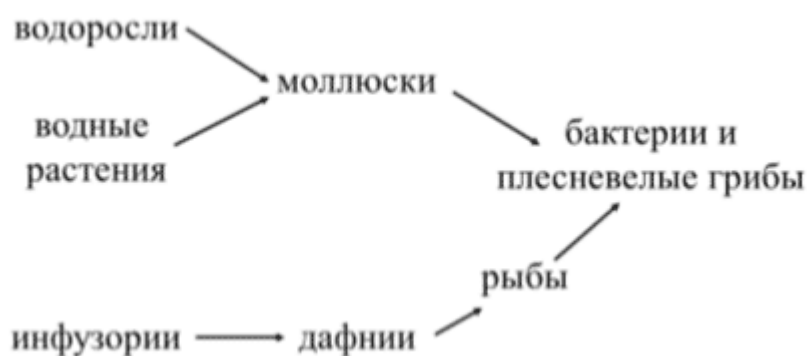 водоросли
моллюски
водные
растения
бактерии и
плесневелые грибы
рыбы
инфузории
дафнии